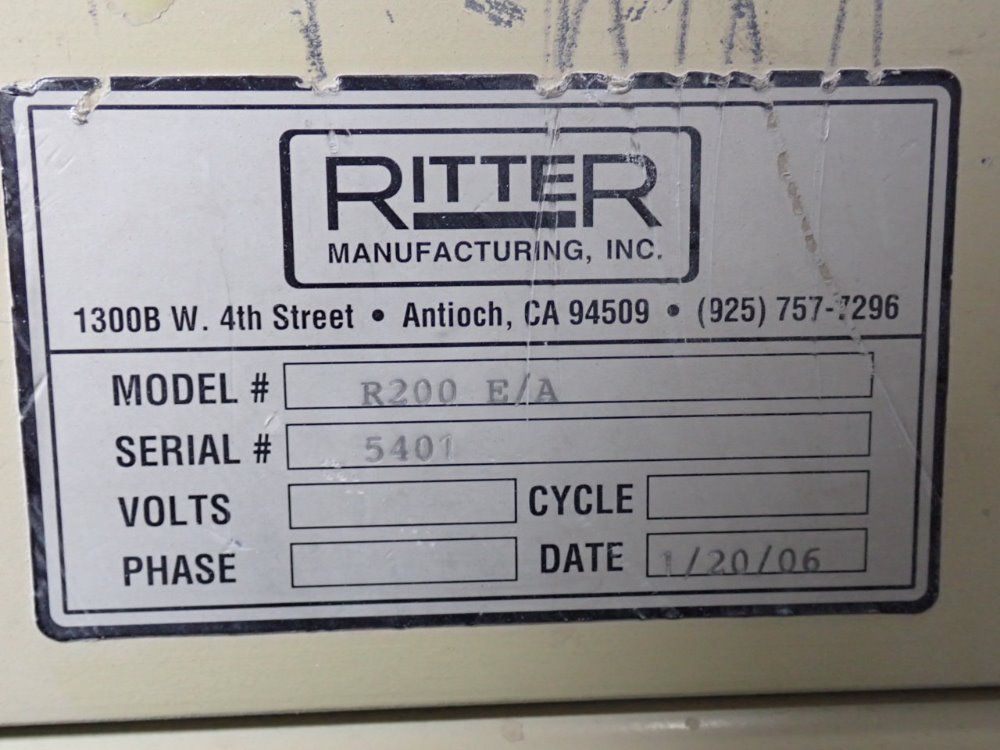 RITTER
MANUFACTURING, INC.
1300B W. 4th Street • Antioch, CA 94509 • (925) 757-7296
MODEL # R200 E/A
SERIAL # 5401
VOLTS CYCLE
PHASE DATE 1/20/06